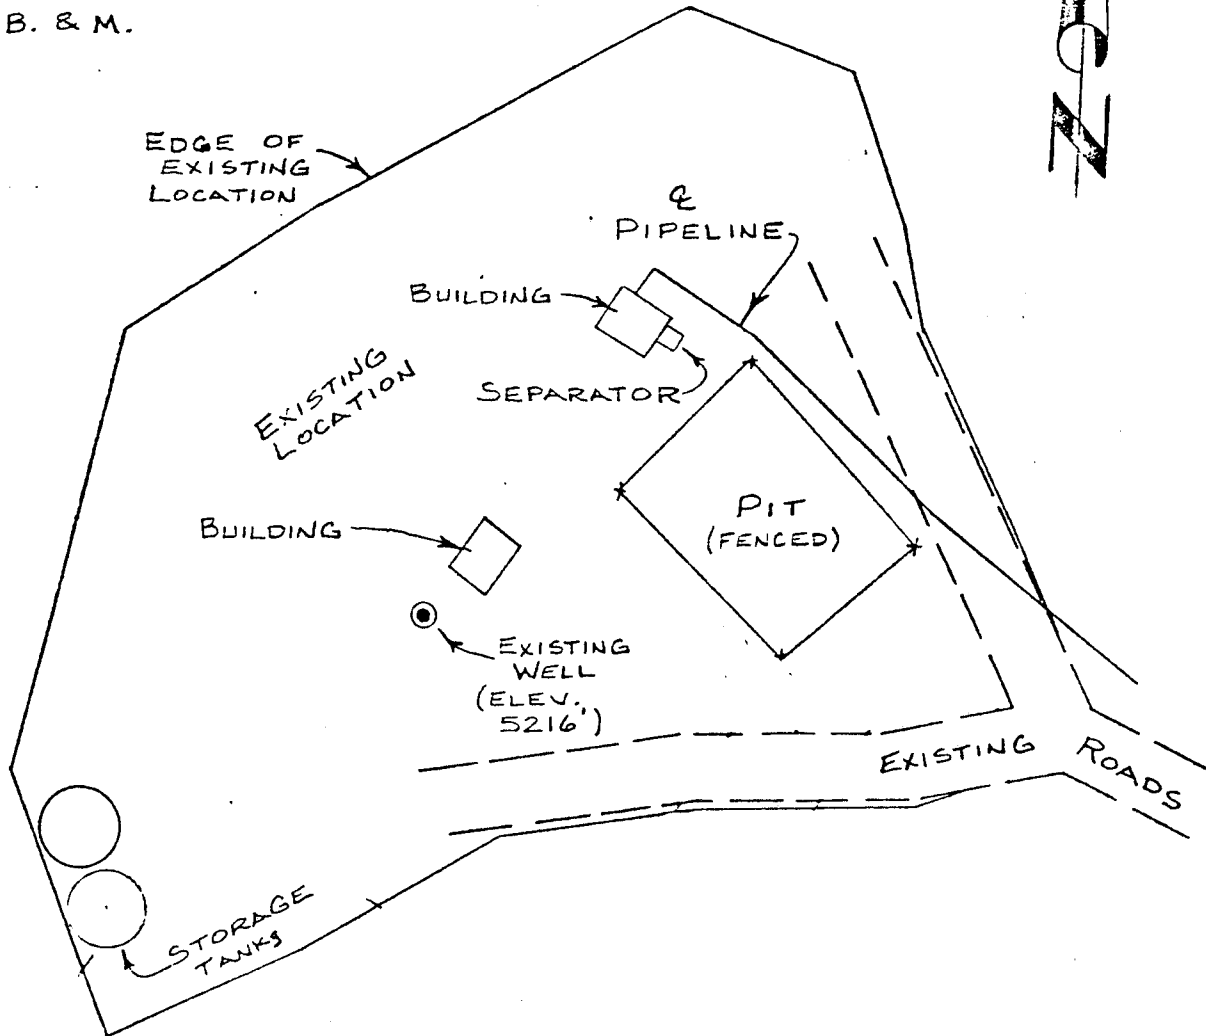 B. & M.
EDGE OF
EXISTING
LOCATION
℄
PIPELINE
BUILDING
SEPARATOR
EXISTING
LOCATION
BUILDING
PIT
(FENCED)
EXISTING
WELL
(ELEV.
5216')
EXISTING ROADS
STORAGE
TANKS